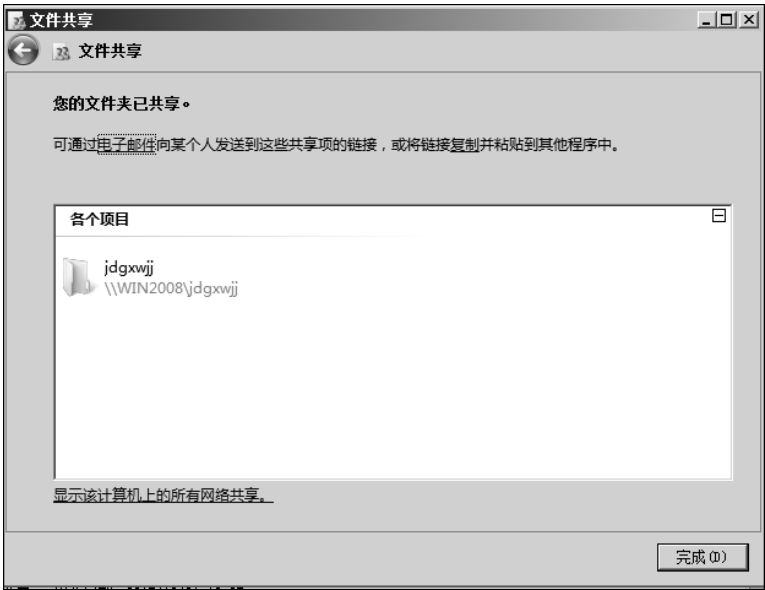 文件共享
文件共享
您的文件夹已共享。
可通过电子邮件向某个人发送到这些共享项的链接，或将链接复制并粘贴到其他程序中。
各个项目
jdgxwjj
\\WIN2008\jdgxwjj
显示该计算机上的所有网络共享。
完成(D)